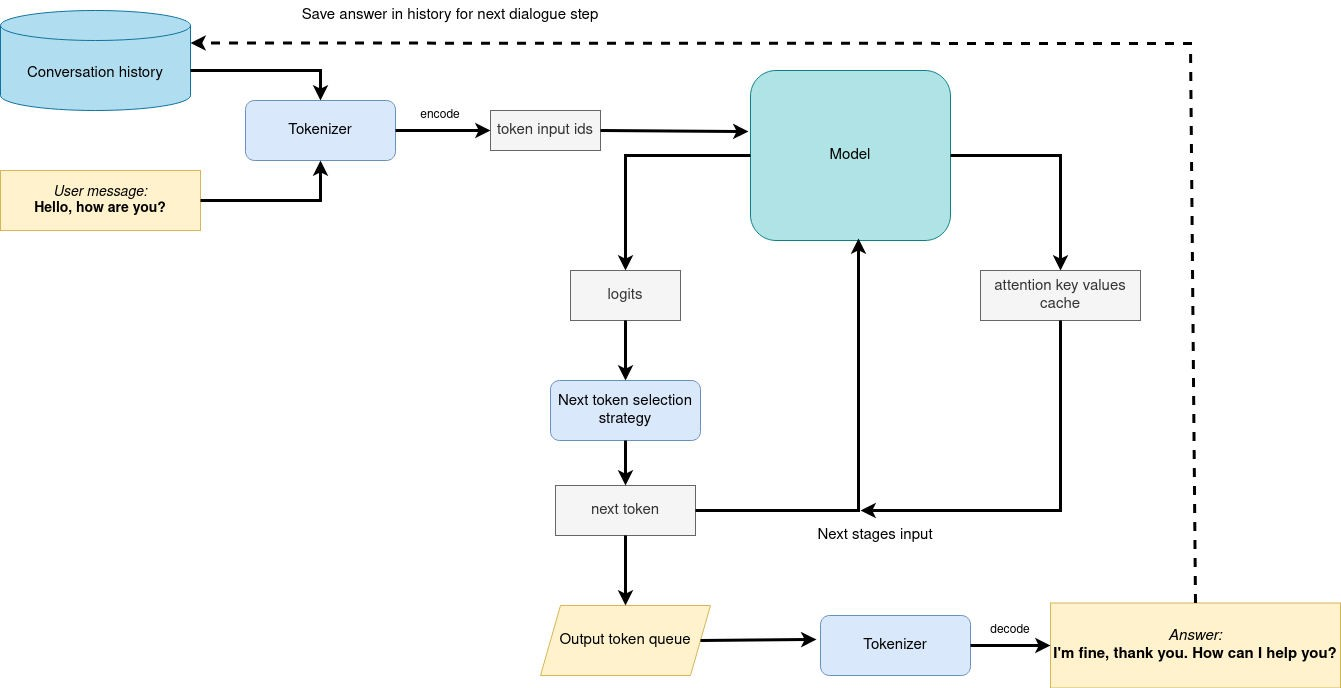 Save answer in history for next dialogue step
Conversation history
Tokenizer
encode
token input ids
Model
User message:
Hello, how are you?
logits
attention key values
cache
Next token selection
strategy
next token
Next stages input
Output token queue
Tokenizer
decode
Answer:
I'm fine, thank you. How can I help you?